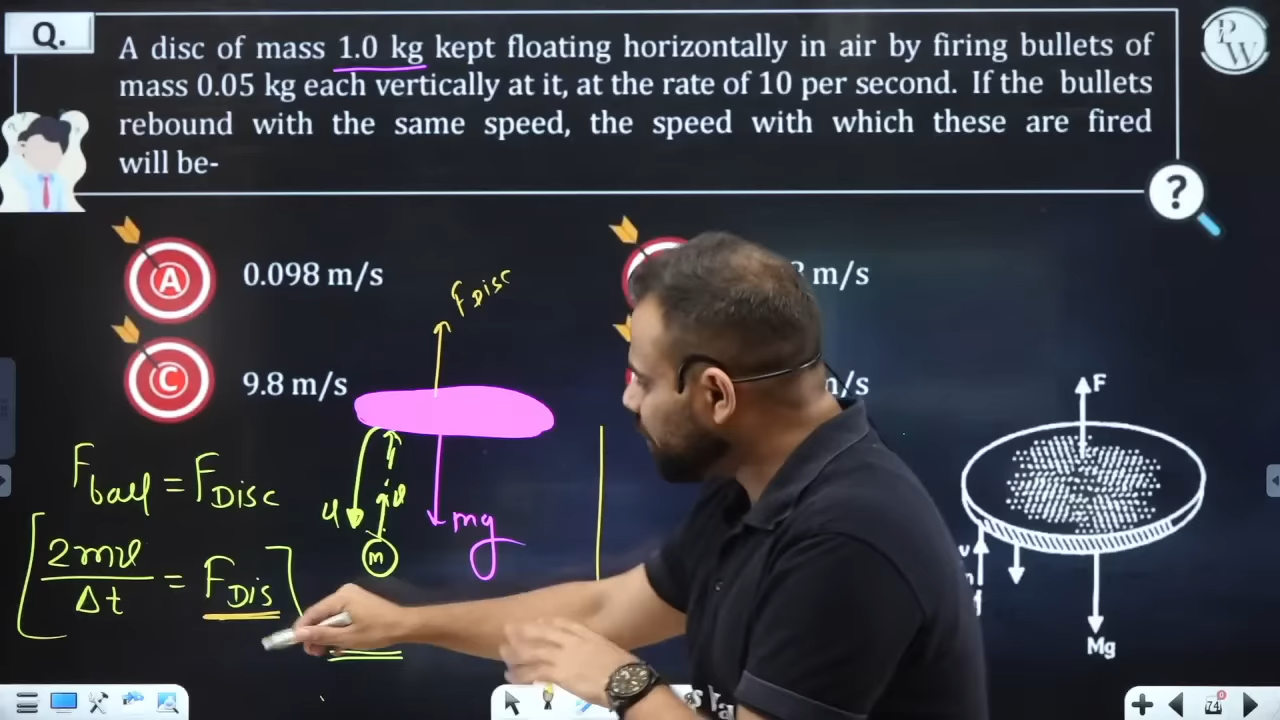 Q.
A disc of mass 1.0 kg kept floating horizontally in air by firing bullets of
mass 0.05 kg each vertically at it, at the rate of 10 per second. If the bullets
rebound with the same speed, the speed with which these are fired
will be-
PW
?
A 0.098 m/s
m/s
C 9.8 m/s
F Disc
mg
u
m
F ball = F Disc
2mv/Δt = F Dis
F
v
Mg
74